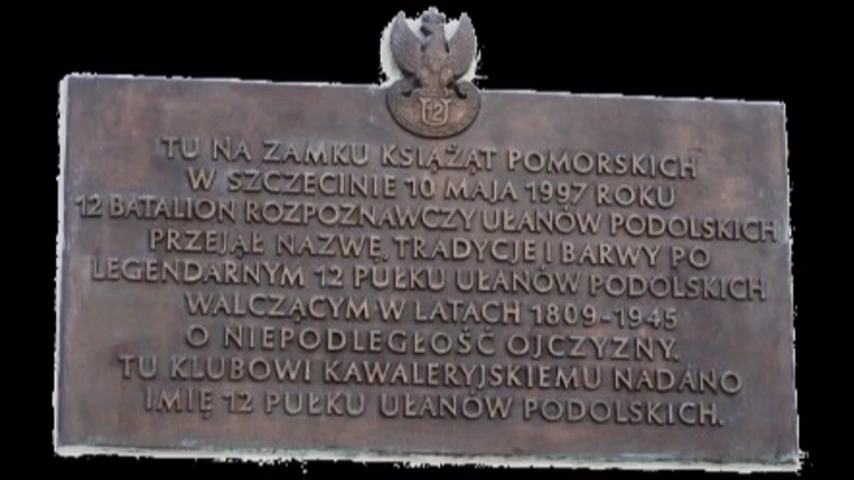 12
TU NA ZAMKU KSIĄŻĄT POMORSKICH
W SZCZECINIE 10 MAJA 1997 ROKU
12 BATALION ROZPOZNAWCZY UŁANÓW PODOLSKICH
PRZEJĄŁ NAZWĘ, TRADYCJE I BARWY PO
LEGENDARNYM 12 PUŁKU UŁANÓW PODOLSKICH
WALCZĄCYM W LATACH 1809-1945
O NIEPODLEGŁOŚĆ OJCZYZNY.
TU KLUBOWI KAWALERYJSKIEMU NADANO
IMIĘ 12 PUŁKU UŁANÓW PODOLSKICH.